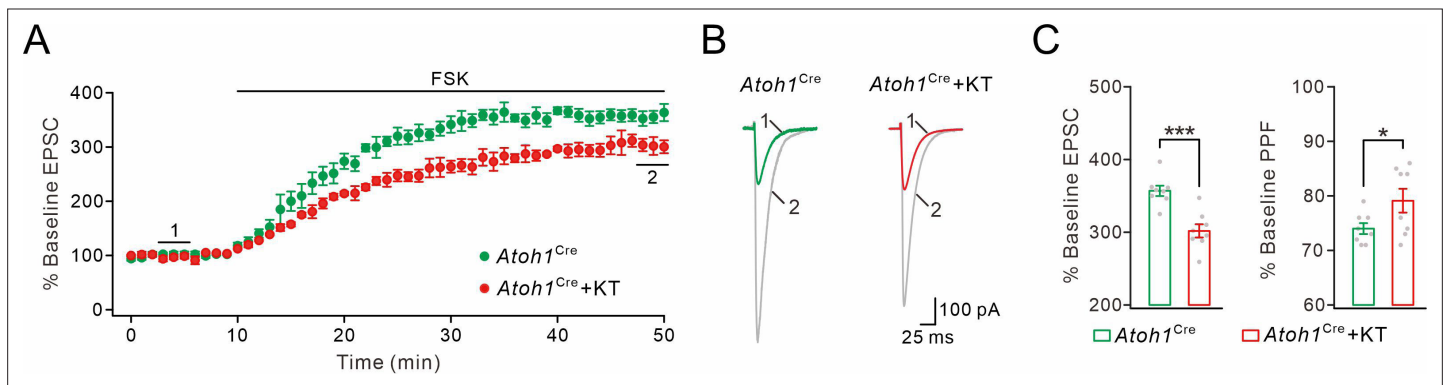 A
% Baseline EPSC
400
300
200
100
0
FSK
1
2
Atoh1Cre
Atoh1Cre+KT
0
10
20
30
40
50
Time (min)
B
Atoh1Cre
Atoh1Cre+KT
1
2
1
2
100 pA
25 ms
C
% Baseline EPSC
500
400
300
200
***
% Baseline PPF
100
90
80
70
60
*
Atoh1Cre
Atoh1Cre+KT